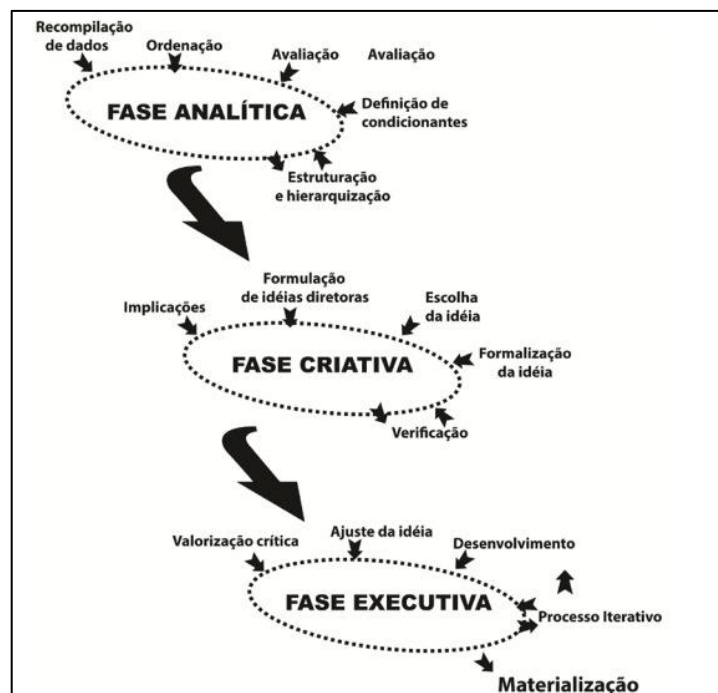 Recompilação
de dados
Ordenação
Avaliação
Avaliação
FASE ANALÍTICA
Definição de
condicionantes
Estruturação
e hierarquização
Formulação
de idéias diretoras
Implicações
Escolha
da idéia
FASE CRIATIVA
Formalização
da idéia
Verificação
Valorização crítica
Ajuste da idéia
Desenvolvimento
FASE EXECUTIVA
Processo Iterativo
Materialização